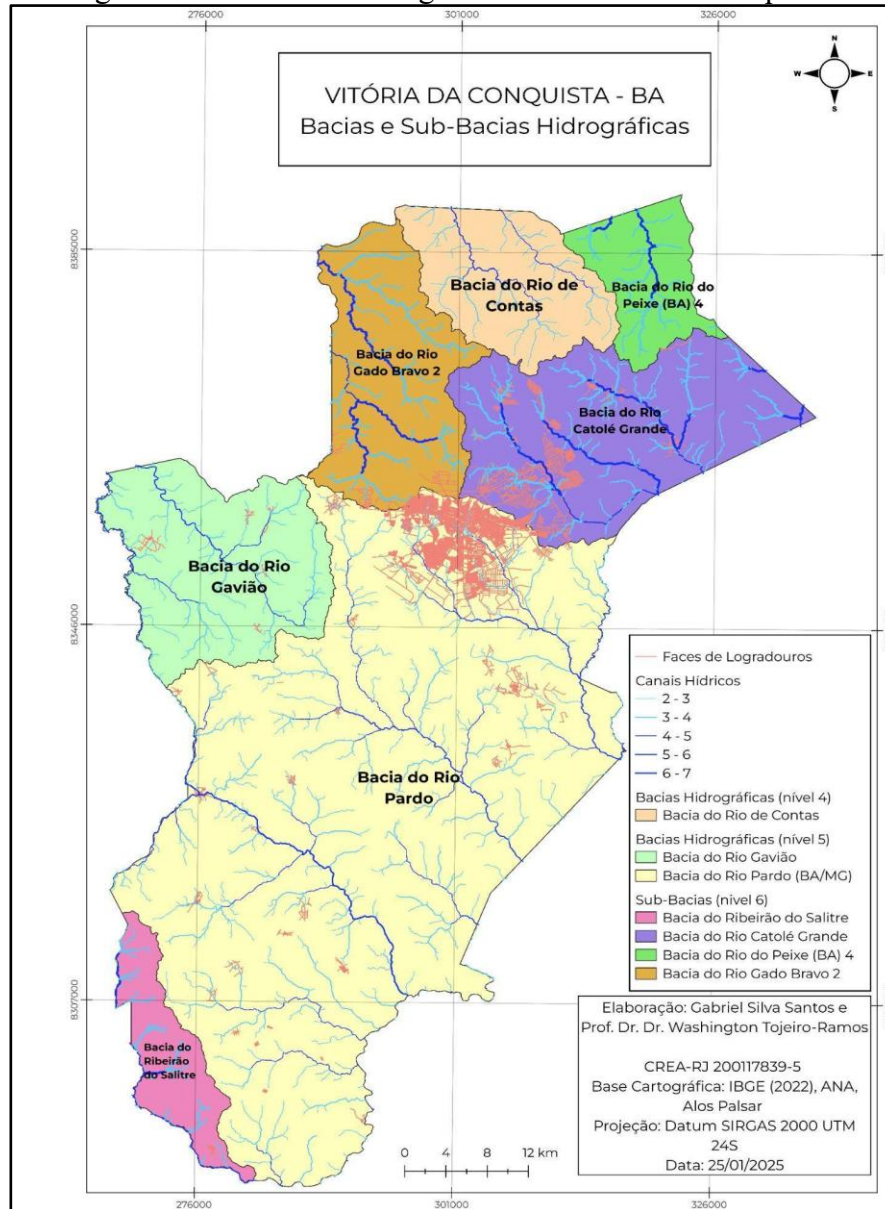 276000
301000
326000
N
W
E
S
VITÓRIA DA CONQUISTA - BA
Bacias e Sub-Bacias Hidrográficas
8385000
Bacia do Rio de
Contas
Bacia do Rio do
Peixe (BA) 4
Bacia do Rio
Gado Bravo 2
Bacia do Rio
Catolé Grande
Bacia do Rio
Gavião
8346000
Bacia do Rio
Pardo
Faces de Logradouros
Canais Hídricos
2 - 3
3 - 4
4 - 5
5 - 6
6 - 7
Bacias Hidrográficas (nível 4)
Bacia do Rio de Contas
Bacias Hidrográficas (nível 5)
Bacia do Rio Gavião
Bacia do Rio Pardo (BA/MG)
Sub-Bacias (nivel 6)
Bacia do Ribeirão do Salitre
Bacia do Rio Catolé Grande
Bacia do Rio do Peixe (BA) 4
Bacia do Rio Gado Bravo 2
8307000
Bacia do
Ribeirão
do Salitre
Elaboração: Gabriel Silva Santos e
Prof. Dr. Dr. Washington Tojeiro-Ramos
CREA-RJ 200117839-5
Base Cartográfica: IBGE (2022), ANA,
Alos Palsar
Projeção: Datum SIRGAS 2000 UTM
24S
Data: 25/01/2025
0 4 8 12 km
276000
301000
326000